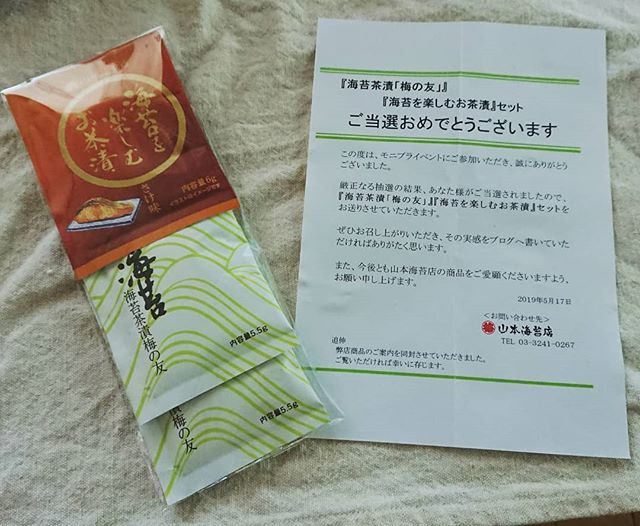 海苔を
楽しむ
お茶漬
さけ味
内容量6g
イラストはイメージです
海苔
海苔茶漬梅の友
内容量5.5g
漬梅の友
内容量5.5g
『海苔茶漬「梅の友」』
『海苔を楽しむお茶漬』セット
ご当選おめでとうございます
この度は、モニプライベントにご参加いただき、誠にありがとう
ございました。
厳正なる抽選の結果、あなた様がご当選されましたので、
『海苔茶漬「梅の友」』『海苔を楽しむお茶漬』セットを
お送りさせていただきます。
ぜひお召し上がりいただき、その実感をブログへ書いていた
だければありがたく思います。
また、今後とも山本海苔店の商品をご愛顧くださいますよう、
お願い申し上げます。
2019年5月17日
＜お問い合わせ先＞
山本海苔店
TEL 03-3241-0267
追伸
弊店商品のご案内を同封させていただきました。
ご覧いただければ幸いに存じます。